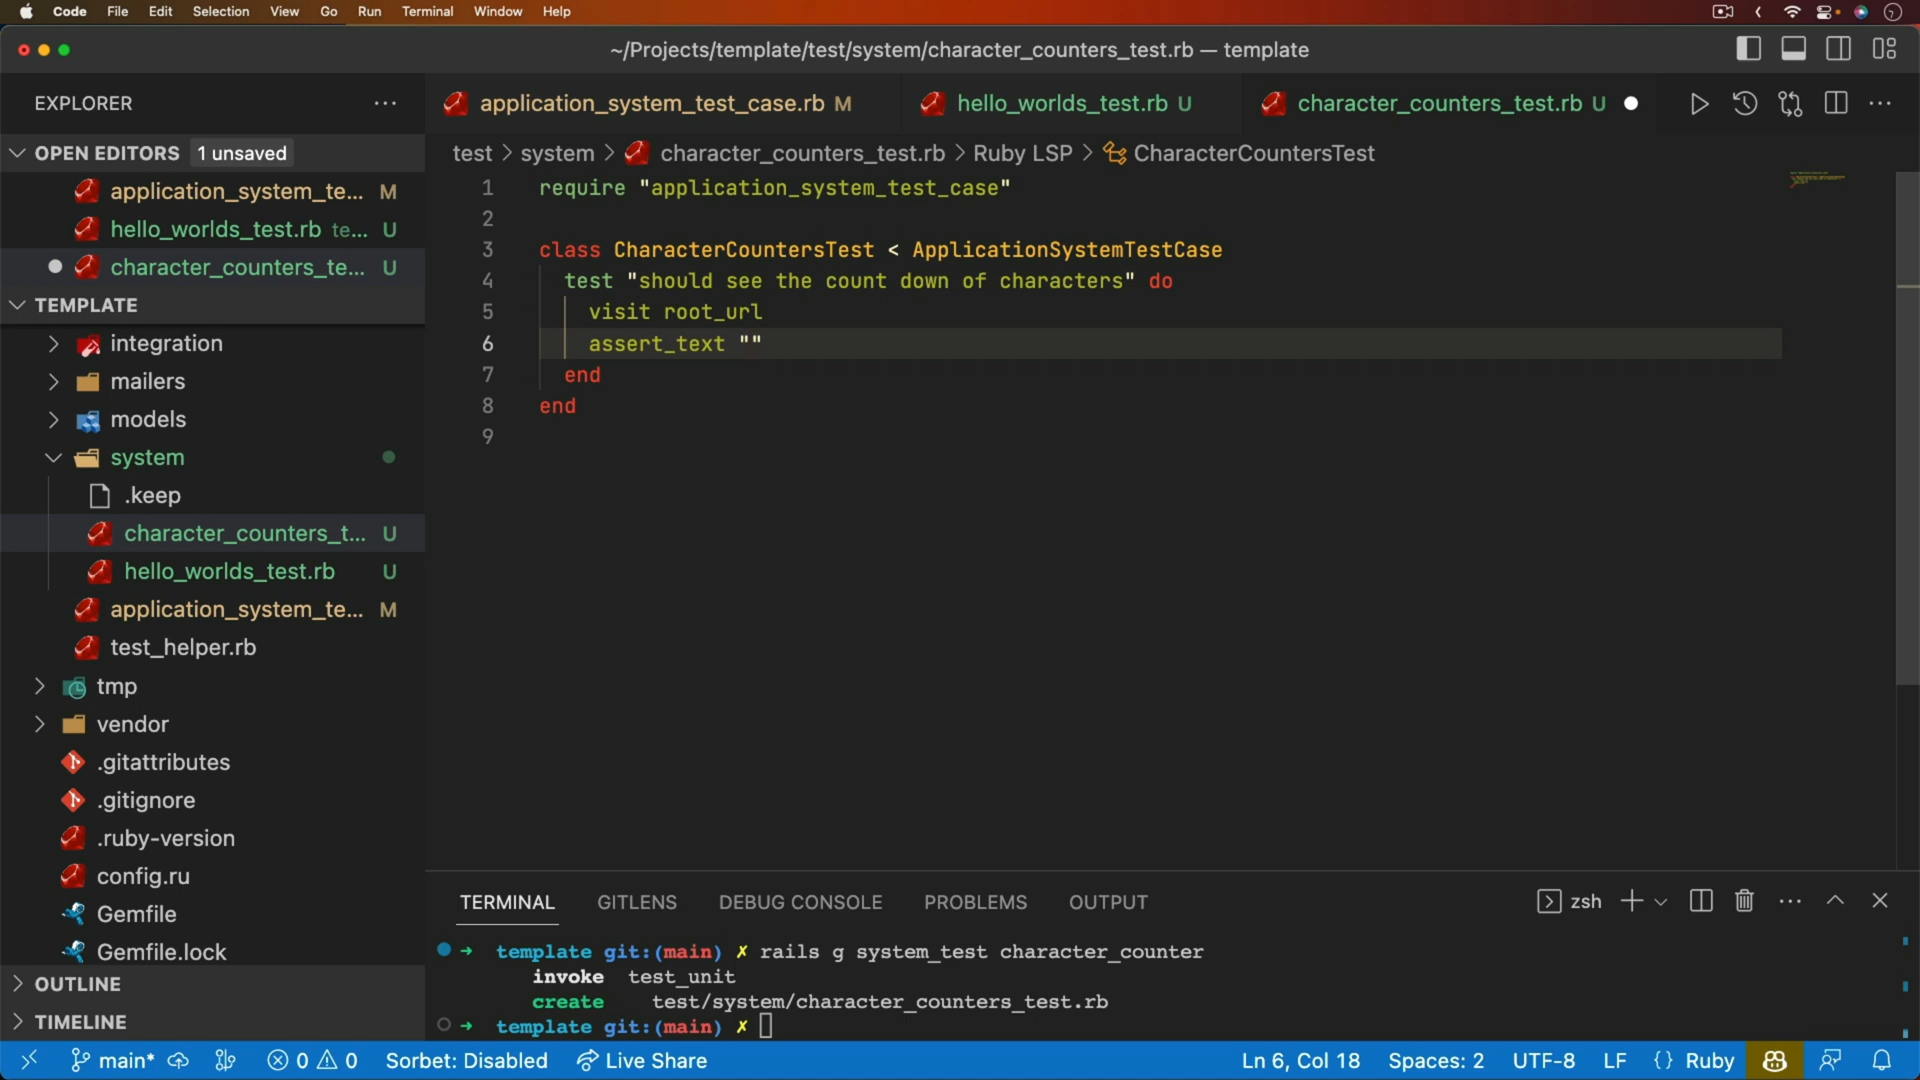 Code File Edit Selection View Go Run Terminal Window Help
~/Projects/template/test/system/character_counters_test.rb — template
EXPLORER
application_system_test_case.rb M
hello_worlds_test.rb U
character_counters_test.rb U
OPEN EDITORS 1 unsaved
application_system_te... M
hello_worlds_test.rb te... U
character_counters_te... U
TEMPLATE
integration
mailers
models
system
.keep
character_counters_t... U
hello_worlds_test.rb U
application_system_te... M
test_helper.rb
tmp
vendor
.gitattributes
.gitignore
.ruby-version
config.ru
Gemfile
Gemfile.lock
OUTLINE
TIMELINE
test > system > character_counters_test.rb > Ruby LSP > CharacterCountersTest
1 require "application_system_test_case"
2
3 class CharacterCountersTest < ApplicationSystemTestCase
4 test "should see the count down of characters" do
5 visit root_url
6 assert_text ""
7 end
8 end
9
TERMINAL GITLENS DEBUG CONSOLE PROBLEMS OUTPUT
zsh
➜ template git:(main) ✗ rails g system_test character_counter
invoke test_unit
create test/system/character_counters_test.rb
➜ template git:(main) ✗
main* 0 0 Sorbet: Disabled Live Share
Ln 6, Col 18 Spaces: 2 UTF-8 LF {} Ruby